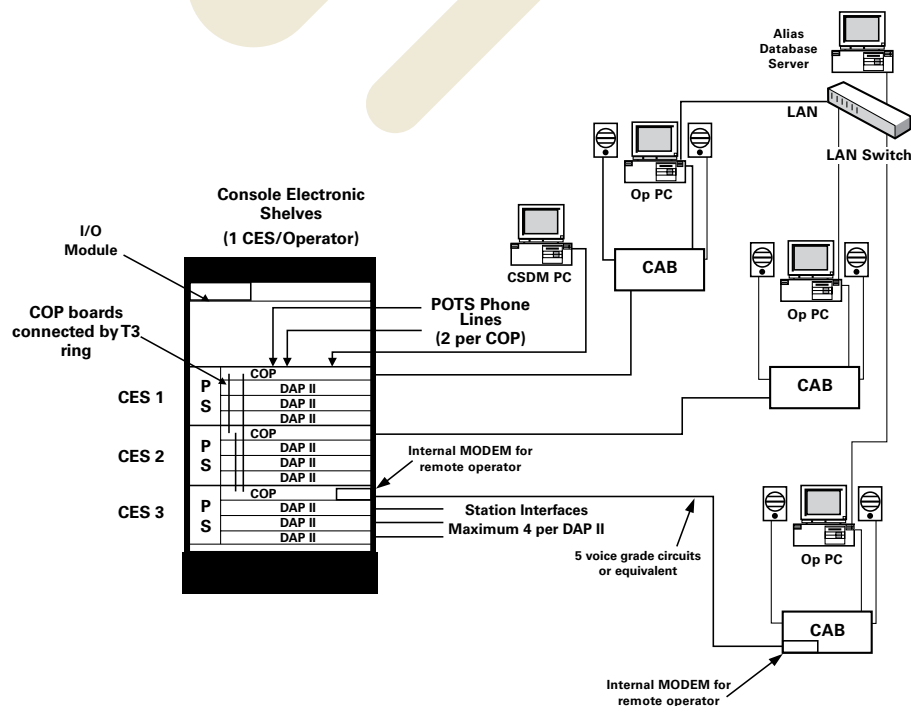 Alias
Database
Server
LAN
LAN Switch
Op PC
CAB
Console Electronic
Shelves
(1 CES/Operator)
I/O
Module
CSDM PC
COP boards
connected by T3
ring
POTS Phone
Lines
(2 per COP)
Op PC
CAB
CES 1
P
S
COP
DAP II
DAP II
DAP II
CES 2
P
S
COP
DAP II
DAP II
DAP II
CES 3
P
S
COP
DAP II
DAP II
DAP II
Internal MODEM for
remote operator
Station Interfaces
Maximum 4 per DAP II
5 voice grade circuits
or equivalent
Op PC
CAB
Internal MODEM for
remote operator